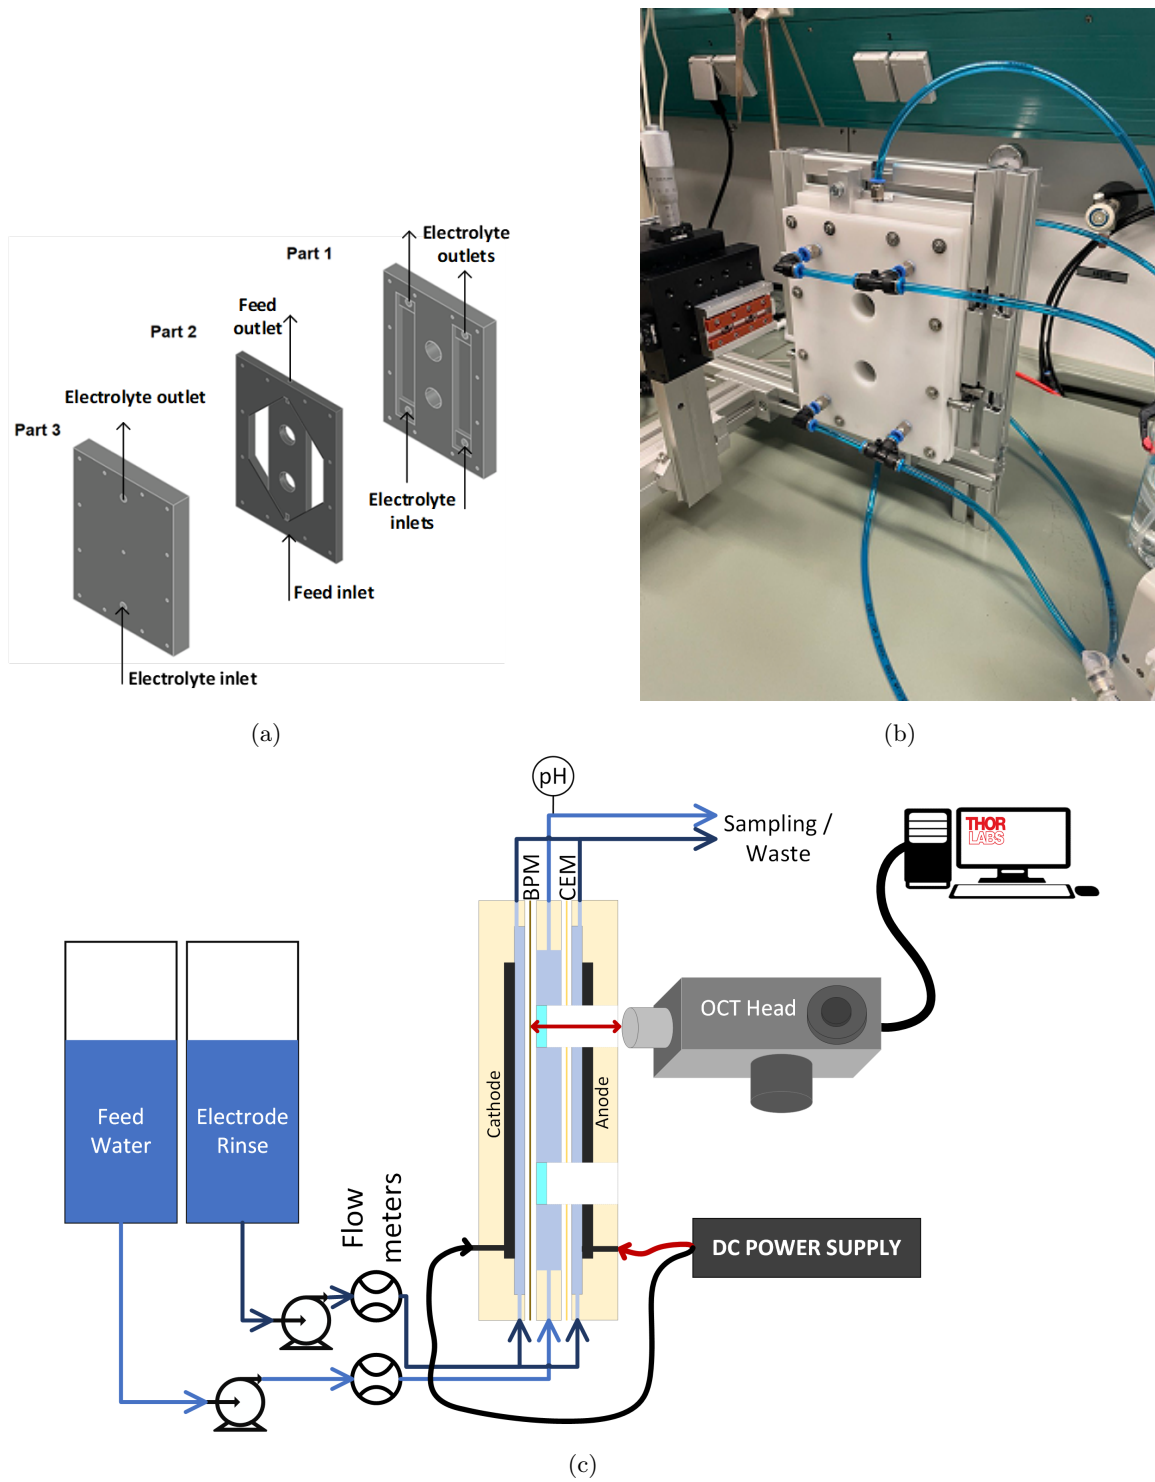 Part 1
Electrolyte
outlets
Feed
outlet
Part 2
Electrolyte outlet
Part 3
Electrolyte
inlets
Feed inlet
Electrolyte inlet
(a)
(b)
pH
Sampling /
Waste
THOR
LABS
BPM
CEM
OCT Head
Cathode
Anode
Feed
Water
Electrode
Rinse
Flow
meters
DC POWER SUPPLY
(c)